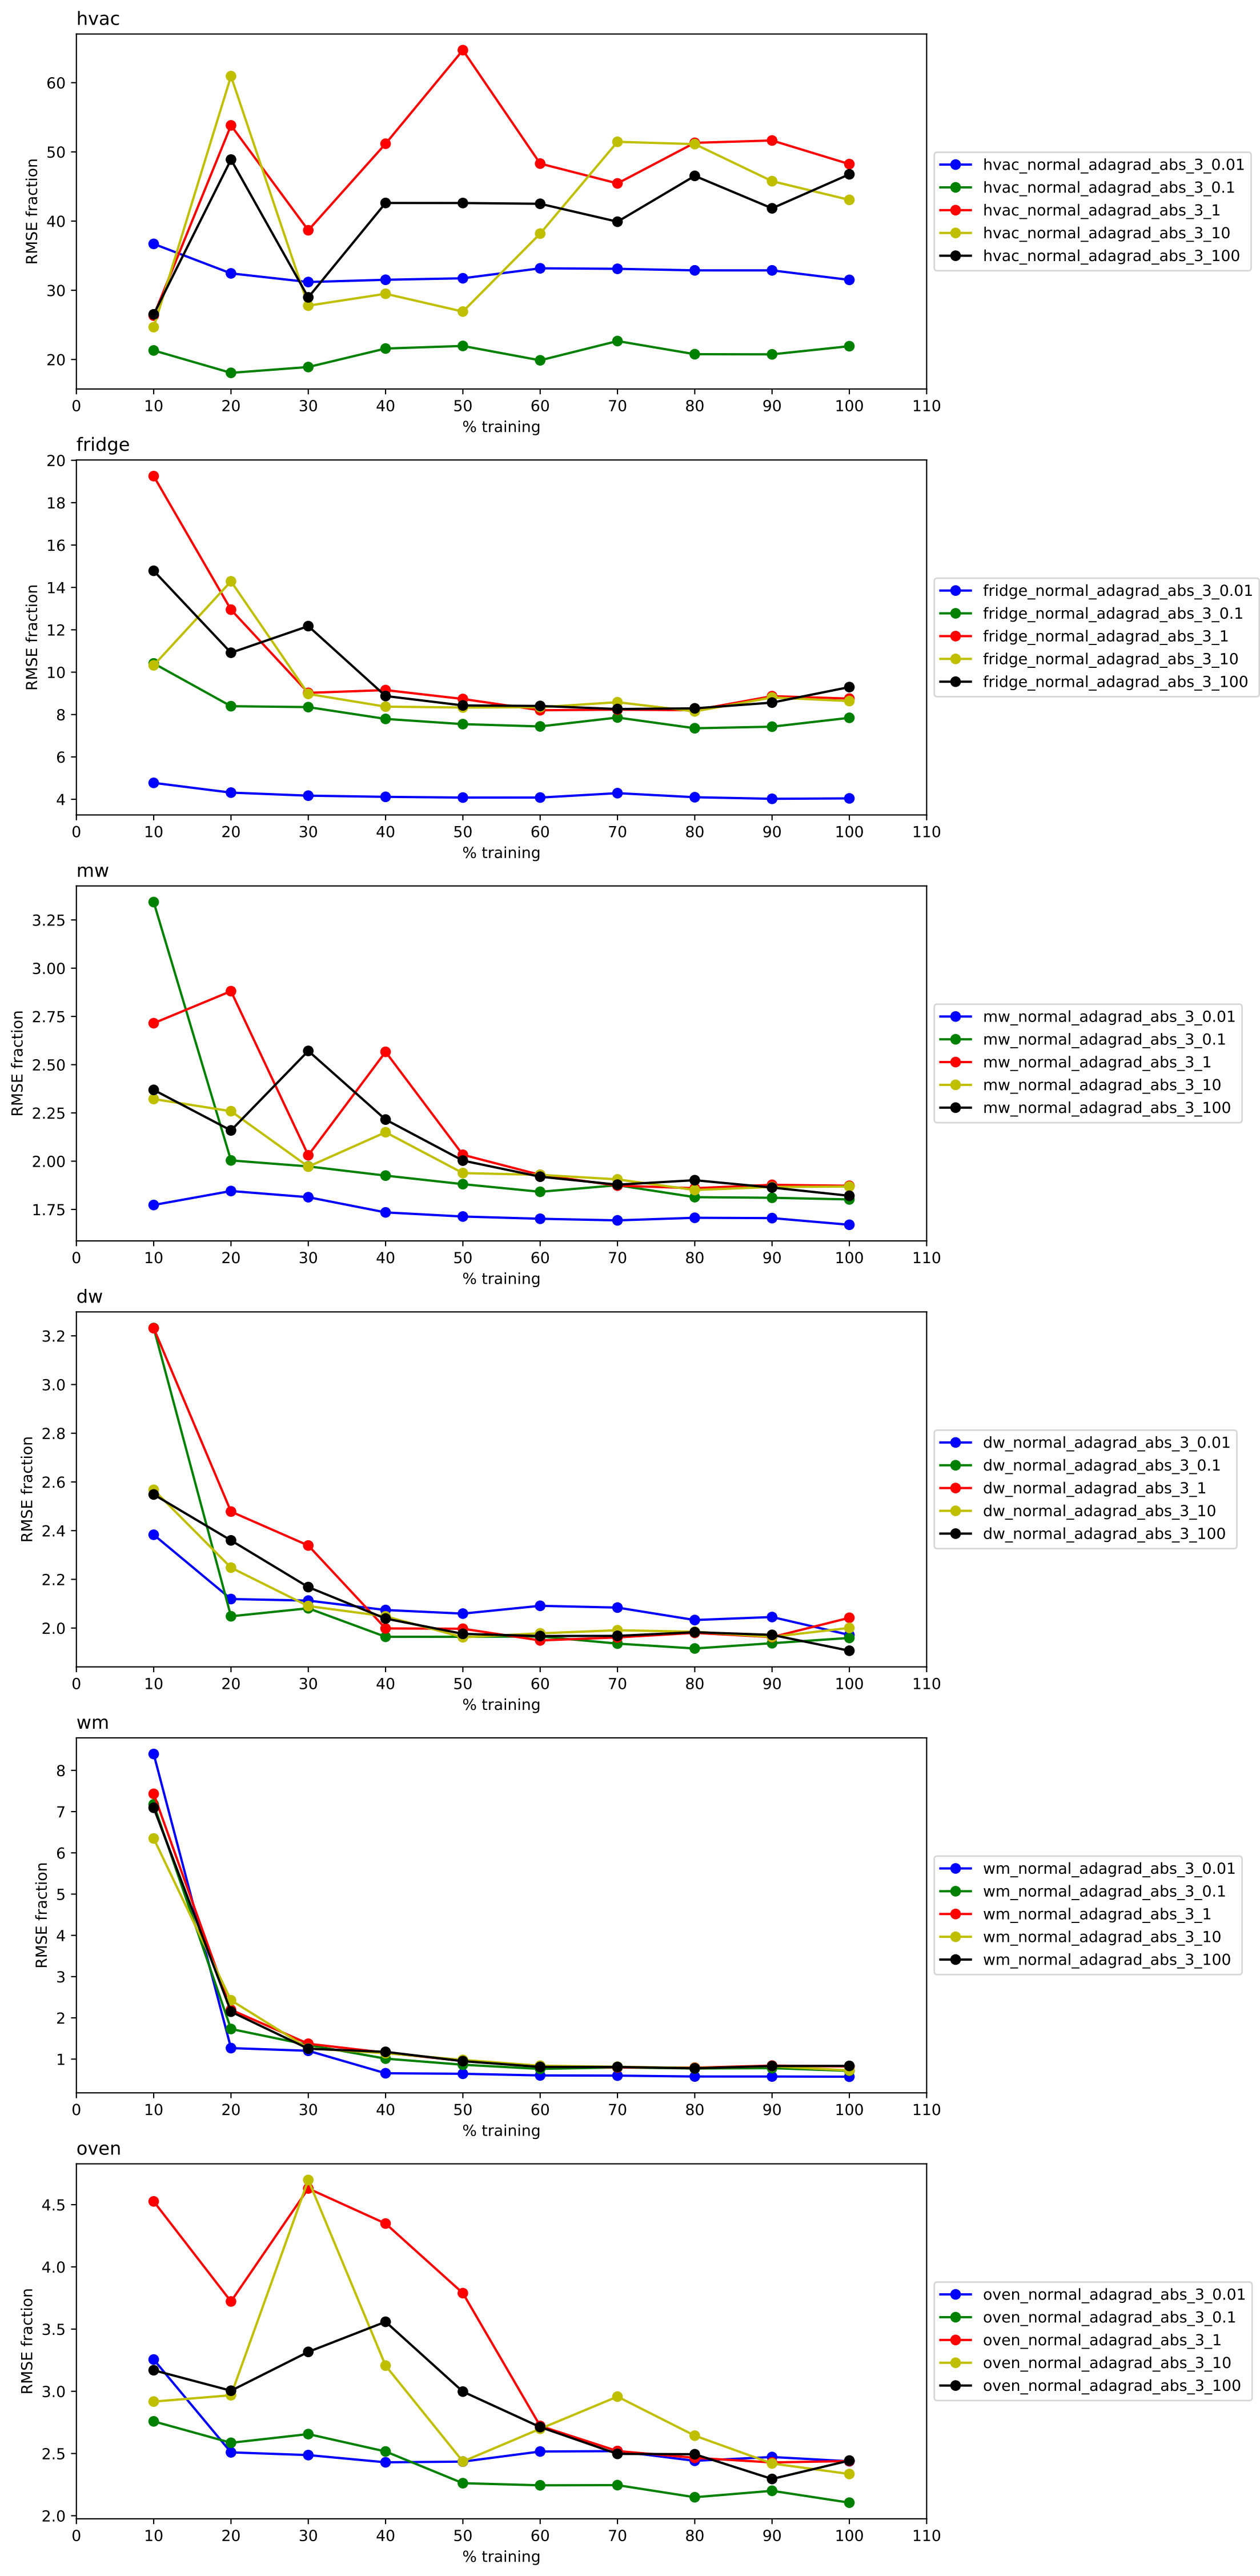 hvac
60
50
40
30
20
RMSE fraction
0 10 20 30 40 50 60 70 80 90 100 110
% training
hvac_normal_adagrad_abs_3_0.01
hvac_normal_adagrad_abs_3_0.1
hvac_normal_adagrad_abs_3_1
hvac_normal_adagrad_abs_3_10
hvac_normal_adagrad_abs_3_100
fridge
20
18
16
14
12
10
8
6
4
RMSE fraction
0 10 20 30 40 50 60 70 80 90 100 110
% training
fridge_normal_adagrad_abs_3_0.01
fridge_normal_adagrad_abs_3_0.1
fridge_normal_adagrad_abs_3_1
fridge_normal_adagrad_abs_3_10
fridge_normal_adagrad_abs_3_100
mw
3.25
3.00
2.75
2.50
2.25
2.00
1.75
RMSE fraction
0 10 20 30 40 50 60 70 80 90 100 110
% training
mw_normal_adagrad_abs_3_0.01
mw_normal_adagrad_abs_3_0.1
mw_normal_adagrad_abs_3_1
mw_normal_adagrad_abs_3_10
mw_normal_adagrad_abs_3_100
dw
3.2
3.0
2.8
2.6
2.4
2.2
2.0
RMSE fraction
0 10 20 30 40 50 60 70 80 90 100 110
% training
dw_normal_adagrad_abs_3_0.01
dw_normal_adagrad_abs_3_0.1
dw_normal_adagrad_abs_3_1
dw_normal_adagrad_abs_3_10
dw_normal_adagrad_abs_3_100
wm
8
7
6
5
4
3
2
1
RMSE fraction
0 10 20 30 40 50 60 70 80 90 100 110
% training
wm_normal_adagrad_abs_3_0.01
wm_normal_adagrad_abs_3_0.1
wm_normal_adagrad_abs_3_1
wm_normal_adagrad_abs_3_10
wm_normal_adagrad_abs_3_100
oven
4.5
4.0
3.5
3.0
2.5
2.0
RMSE fraction
0 10 20 30 40 50 60 70 80 90 100 110
% training
oven_normal_adagrad_abs_3_0.01
oven_normal_adagrad_abs_3_0.1
oven_normal_adagrad_abs_3_1
oven_normal_adagrad_abs_3_10
oven_normal_adagrad_abs_3_100